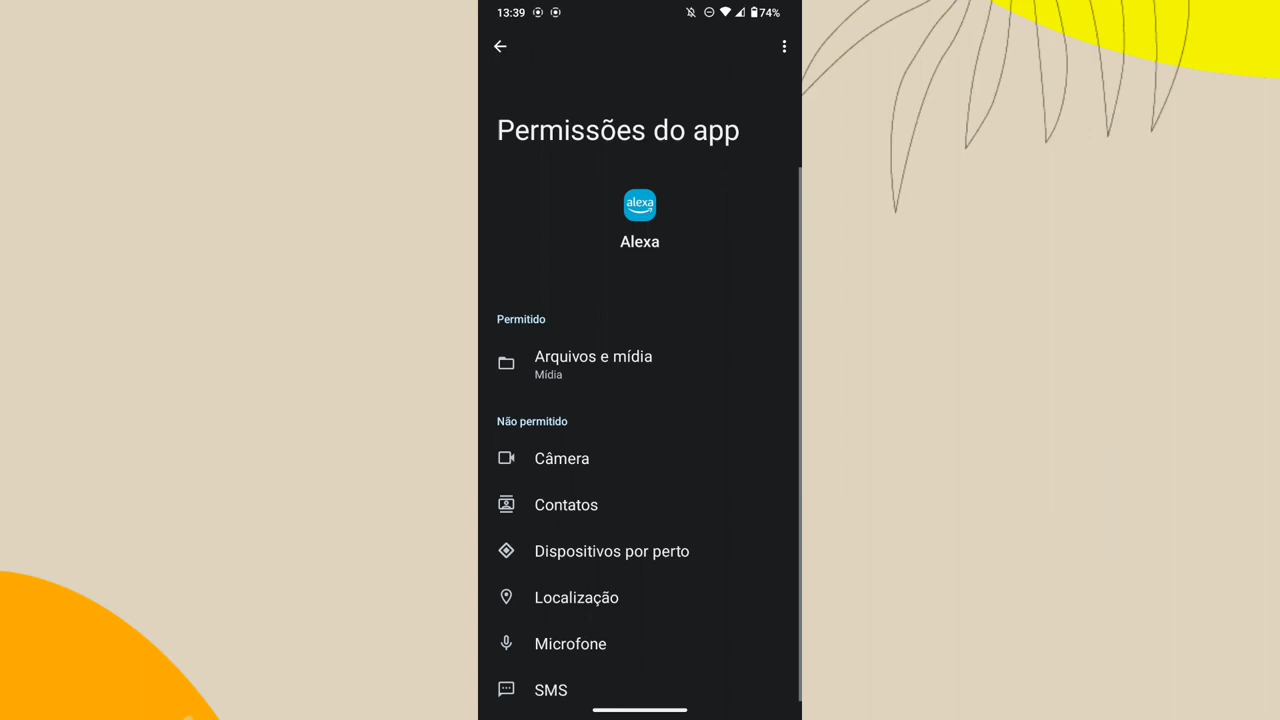 13:39
74%
Permissões do app
alexa
Alexa
Permitido
Arquivos e mídia
Mídia
Não permitido
Câmera
Contatos
Dispositivos por perto
Localização
Microfone
SMS